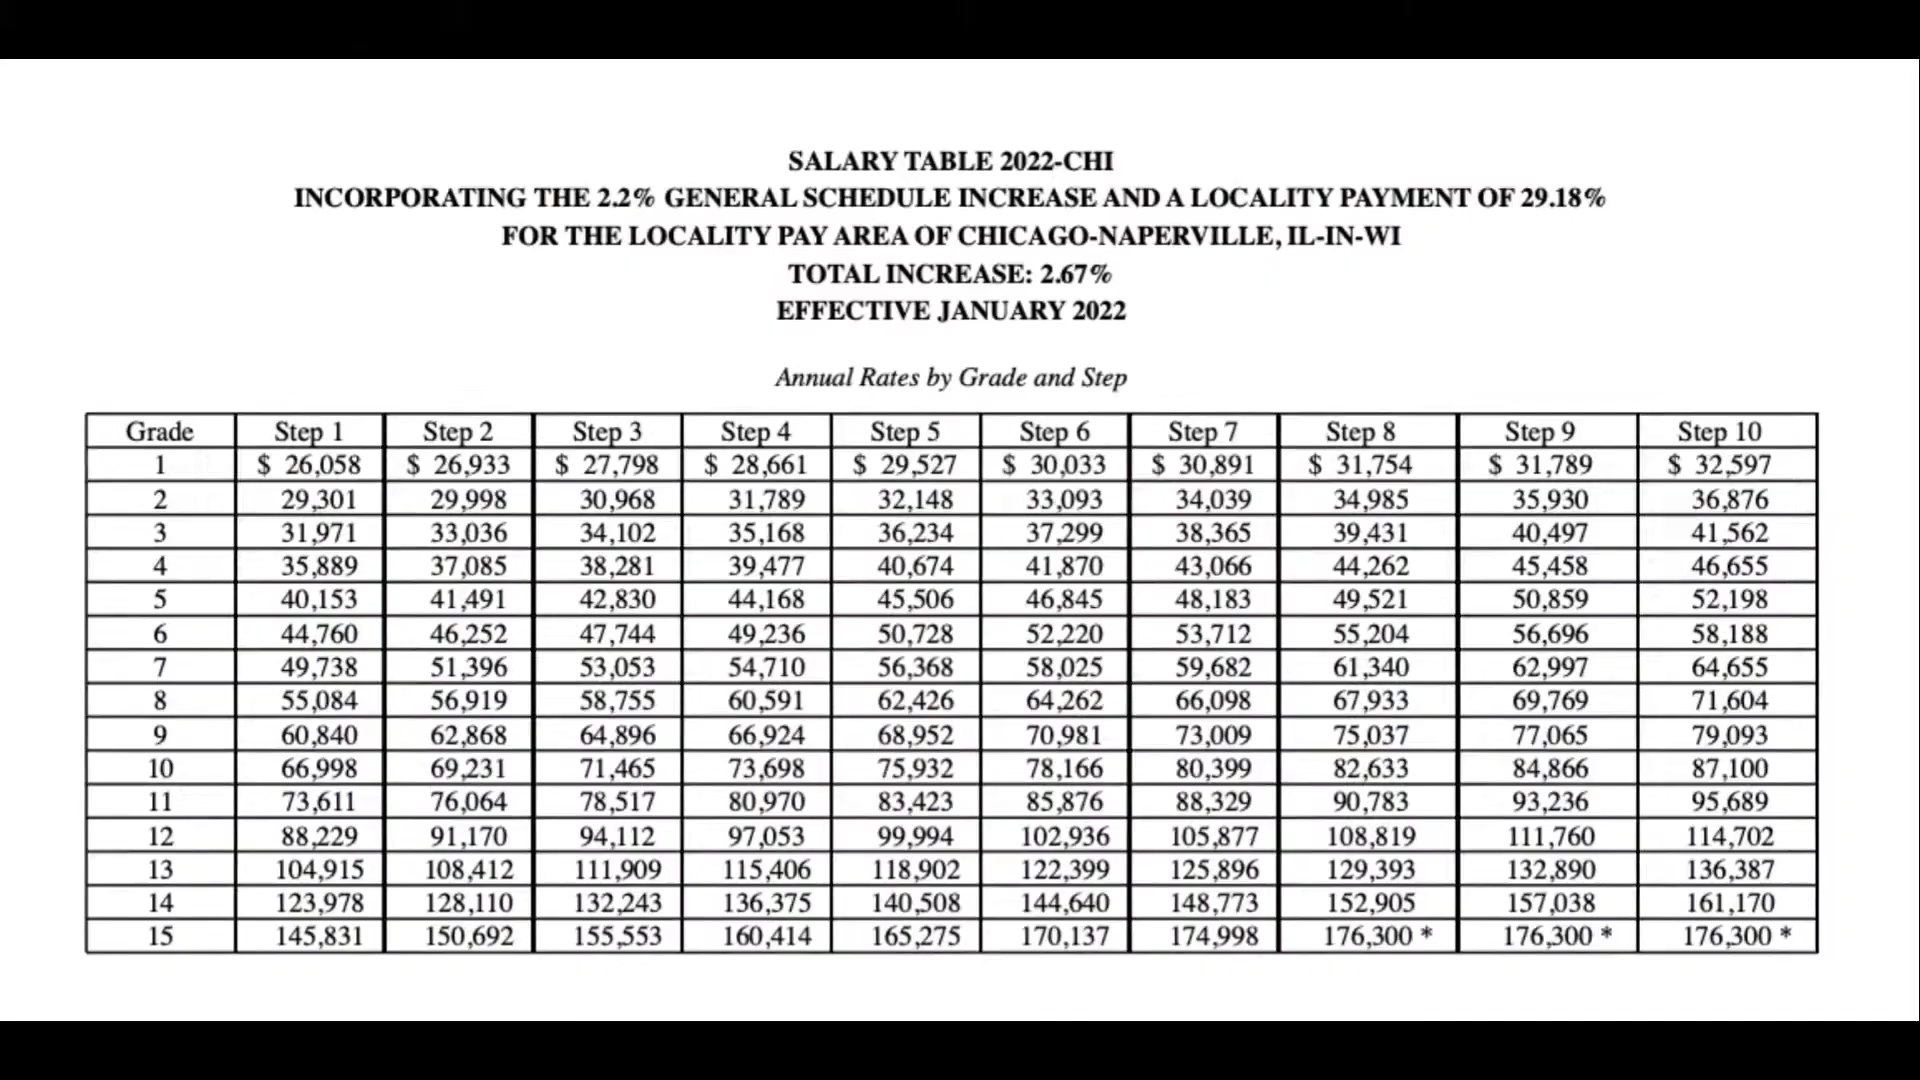 SALARY TABLE 2022-CHI
INCORPORATING THE 2.2% GENERAL SCHEDULE INCREASE AND A LOCALITY PAYMENT OF 29.18%
FOR THE LOCALITY PAY AREA OF CHICAGO-NAPERVILLE, IL-IN-WI
TOTAL INCREASE: 2.67%
EFFECTIVE JANUARY 2022
Annual Rates by Grade and Step
Grade Step 1 Step 2 Step 3 Step 4 Step 5 Step 6 Step 7 Step 8 Step 9 Step 10
1 $ 26,058 $ 26,933 $ 27,798 $ 28,661 $ 29,527 $ 30,033 $ 30,891 $ 31,754 $ 31,789 $ 32,597
2 29,301 29,998 30,968 31,789 32,148 33,093 34,039 34,985 35,930 36,876
3 31,971 33,036 34,102 35,168 36,234 37,299 38,365 39,431 40,497 41,562
4 35,889 37,085 38,281 39,477 40,674 41,870 43,066 44,262 45,458 46,655
5 40,153 41,491 42,830 44,168 45,506 46,845 48,183 49,521 50,859 52,198
6 44,760 46,252 47,744 49,236 50,728 52,220 53,712 55,204 56,696 58,188
7 49,738 51,396 53,053 54,710 56,368 58,025 59,682 61,340 62,997 64,655
8 55,084 56,919 58,755 60,591 62,426 64,262 66,098 67,933 69,769 71,604
9 60,840 62,868 64,896 66,924 68,952 70,981 73,009 75,037 77,065 79,093
10 66,998 69,231 71,465 73,698 75,932 78,166 80,399 82,633 84,866 87,100
11 73,611 76,064 78,517 80,970 83,423 85,876 88,329 90,783 93,236 95,689
12 88,229 91,170 94,112 97,053 99,994 102,936 105,877 108,819 111,760 114,702
13 104,915 108,412 111,909 115,406 118,902 122,399 125,896 129,393 132,890 136,387
14 123,978 128,110 132,243 136,375 140,508 144,640 148,773 152,905 157,038 161,170
15 145,831 150,692 155,553 160,414 165,275 170,137 174,998 176,300 * 176,300 * 176,300 *